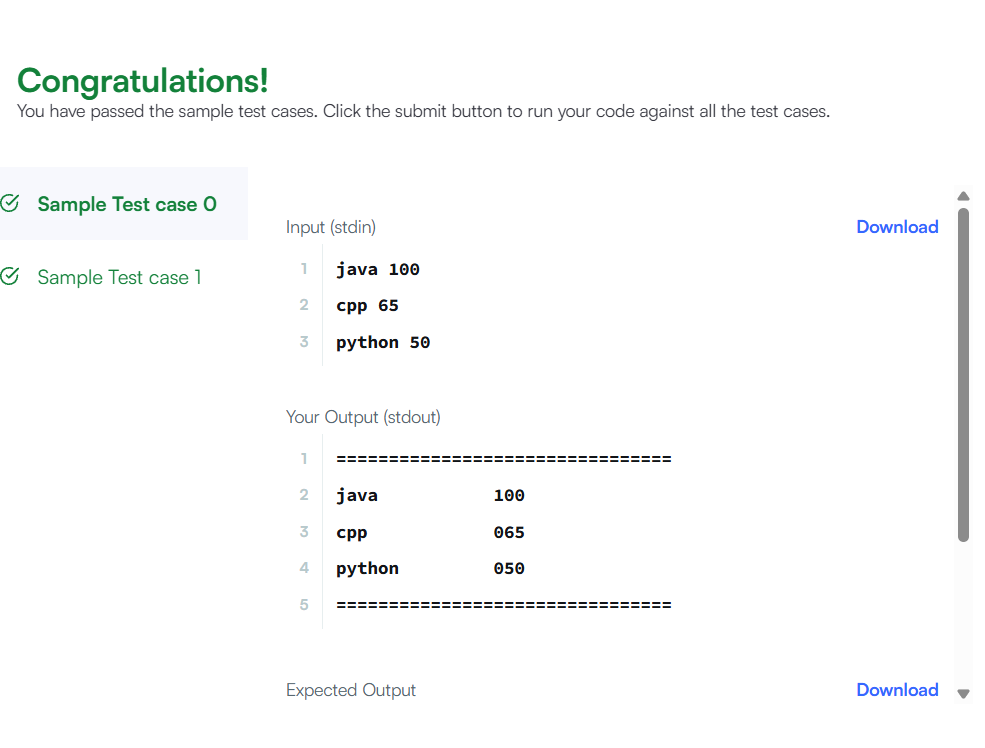 Congratulations!
You have passed the sample test cases. Click the submit button to run your code against all the test cases.
Sample Test case 0
Sample Test case 1
Input (stdin)
Download
1 java 100
2 cpp 65
3 python 50
Your Output (stdout)
1 ================================
2 java           100
3 cpp            065
4 python         050
5 ================================
Expected Output
Download